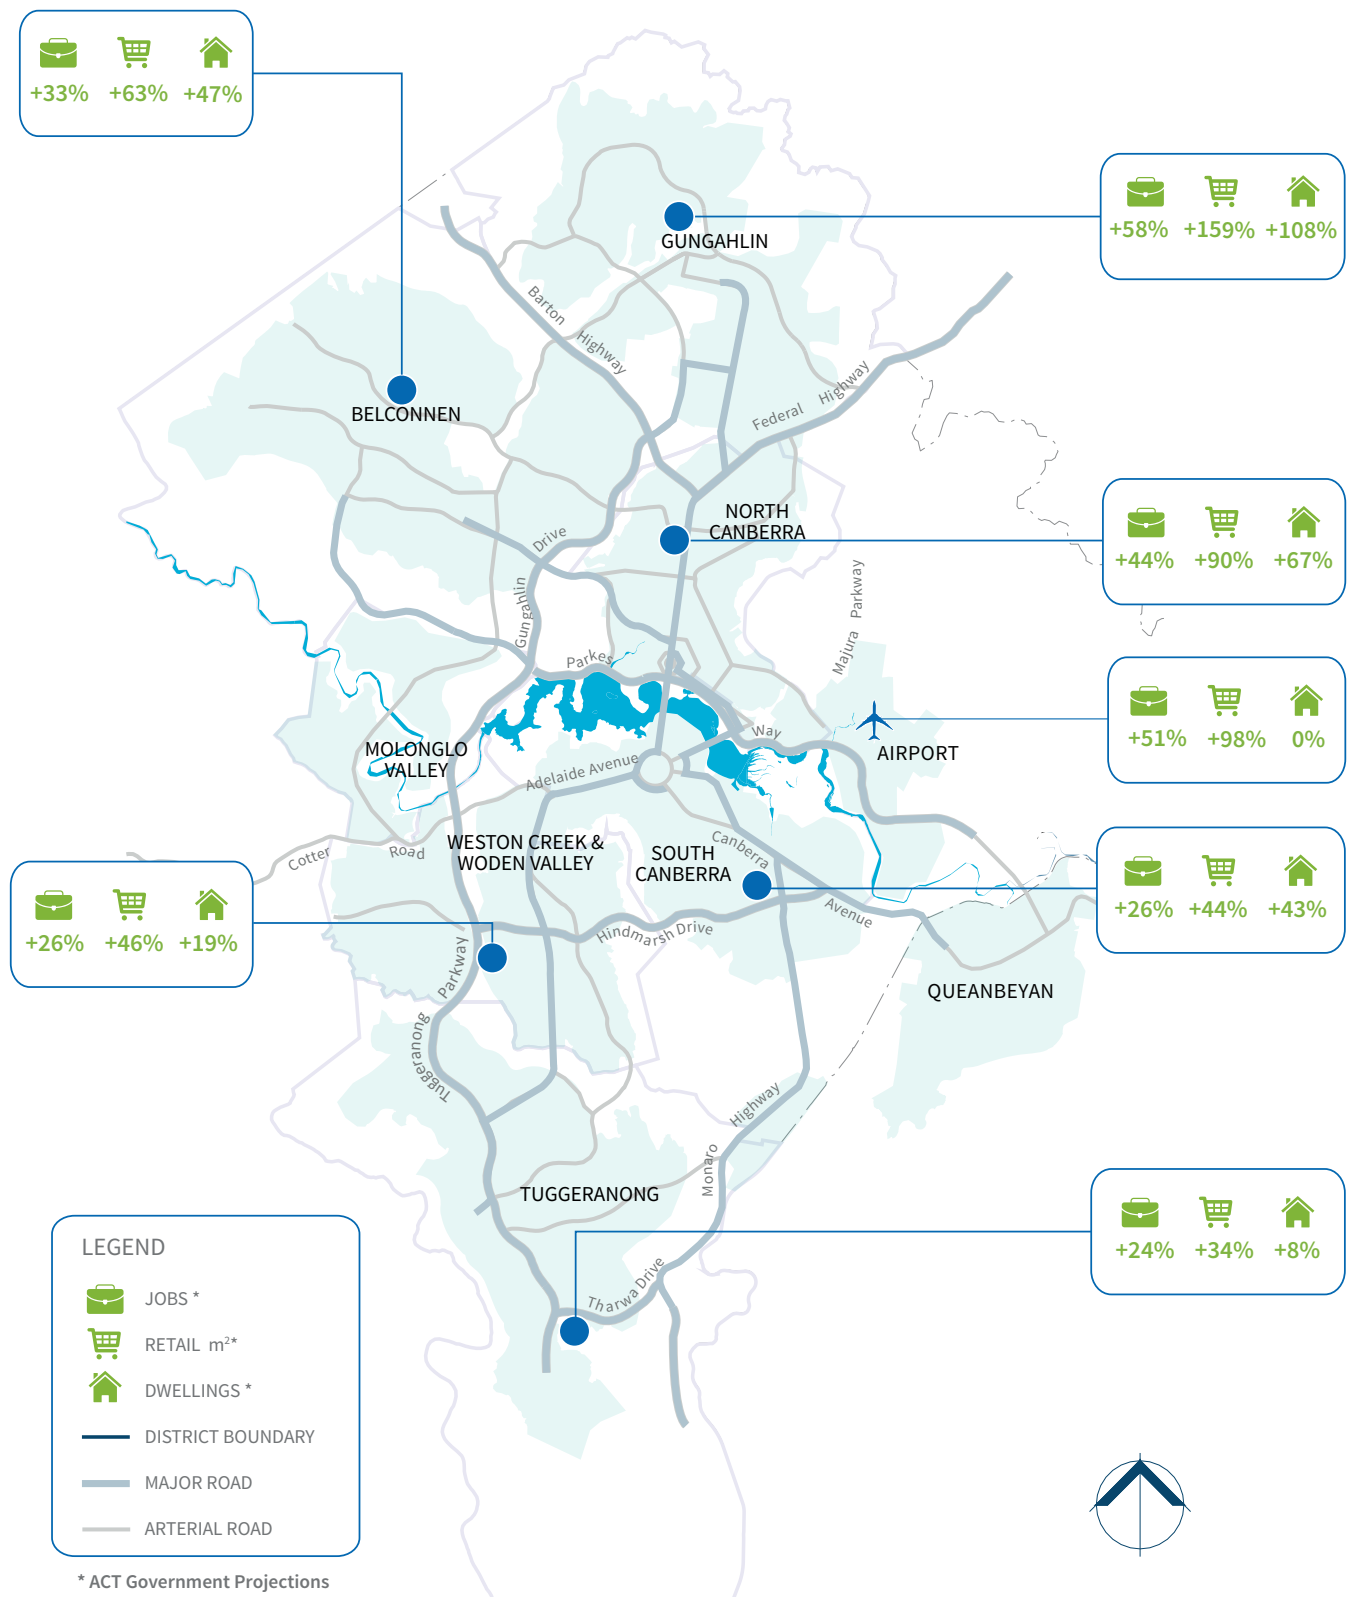 +33% +63% +47%
+58% +159% +108%
GUNGAHLIN
Barton Highway
Federal Highway
BELCONNEN
NORTH
CANBERRA
+44% +90% +67%
Gungahlin Drive
Majura Parkway
Parkes Way
+51% +98% 0%
AIRPORT
MOLONGLO
VALLEY
Adelaide Avenue
Cotter Road
WESTON CREEK &
WODEN VALLEY
SOUTH
CANBERRA
Canberra Avenue
+26% +44% +43%
+26% +46% +19%
Hindmarsh Drive
QUEANBEYAN
Tuggeranong Parkway
Monaro Highway
TUGGERANONG
+24% +34% +8%
Tharwa Drive
LEGEND
JOBS *
RETAIL m²*
DWELLINGS *
DISTRICT BOUNDARY
MAJOR ROAD
ARTERIAL ROAD
* ACT Government Projections